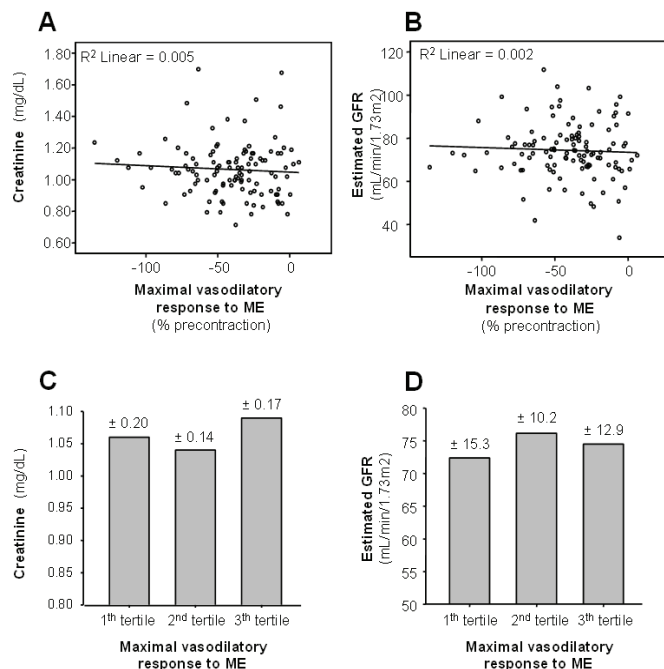 A
R² Linear = 0.005
Creatinine (mg/dL)
1.80
1.60
1.40
1.20
1.00
0.80
0.60
-100
-50
0
Maximal vasodilatory
response to ME
(% precontraction)
B
R² Linear = 0.002
Estimated GFR
(mL/min/1.73m2)
120
100
80
60
40
-100
-50
0
Maximal vasodilatory
response to ME
(% precontraction)
C
Creatinine (mg/dL)
1.10
1.05
1.00
0.95
0.90
0.85
0.80
± 0.20
± 0.14
± 0.17
1th tertile
2nd tertile
3th tertile
Maximal vasodilatory
response to ME
D
Estimated GFR
(mL/min/1.73m2)
80
75
70
65
60
55
50
± 15.3
± 10.2
± 12.9
1th tertile
2nd tertile
3th tertile
Maximal vasodilatory
response to ME